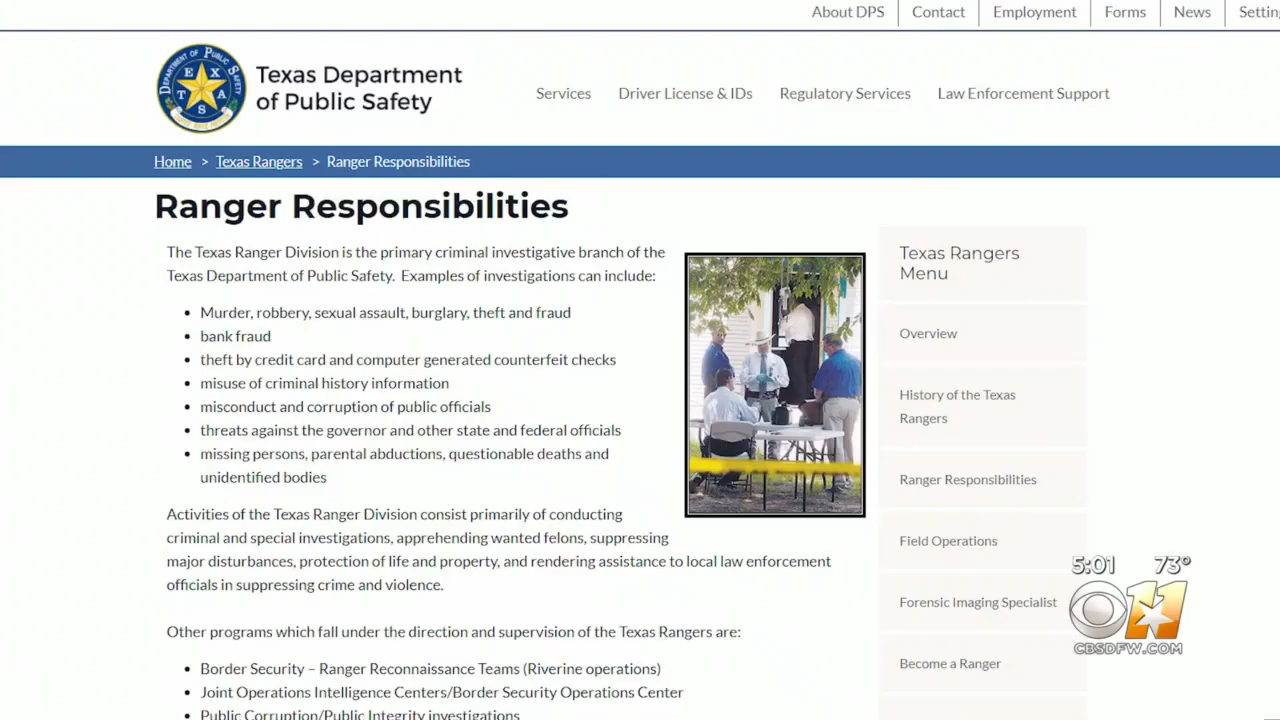 About DPS
Contact
Employment
Forms
News
Settin
DEPARTMENT OF PUBLIC SAFETY
TEXAS
Texas Department
of Public Safety
Services
Driver License & IDs
Regulatory Services
Law Enforcement Support
Home > Texas Rangers > Ranger Responsibilities
Ranger Responsibilities
The Texas Ranger Division is the primary criminal investigative branch of the
Texas Department of Public Safety. Examples of investigations can include:
• Murder, robbery, sexual assault, burglary, theft and fraud
• bank fraud
• theft by credit card and computer generated counterfeit checks
• misuse of criminal history information
• misconduct and corruption of public officials
• threats against the governor and other state and federal officials
• missing persons, parental abductions, questionable deaths and
unidentified bodies
Activities of the Texas Ranger Division consist primarily of conducting
criminal and special investigations, apprehending wanted felons, suppressing
major disturbances, protection of life and property, and rendering assistance to local law enforcement
officials in suppressing crime and violence.
Other programs which fall under the direction and supervision of the Texas Rangers are:
• Border Security – Ranger Reconnaissance Teams (Riverine operations)
• Joint Operations Intelligence Centers/Border Security Operations Center
• Public Corruption/Public Integrity investigations
Texas Rangers
Menu
Overview
History of the Texas
Rangers
Ranger Responsibilities
Field Operations
Forensic Imaging Specialist
Become a Ranger
5:01 73°
11
CBSDFW.COM